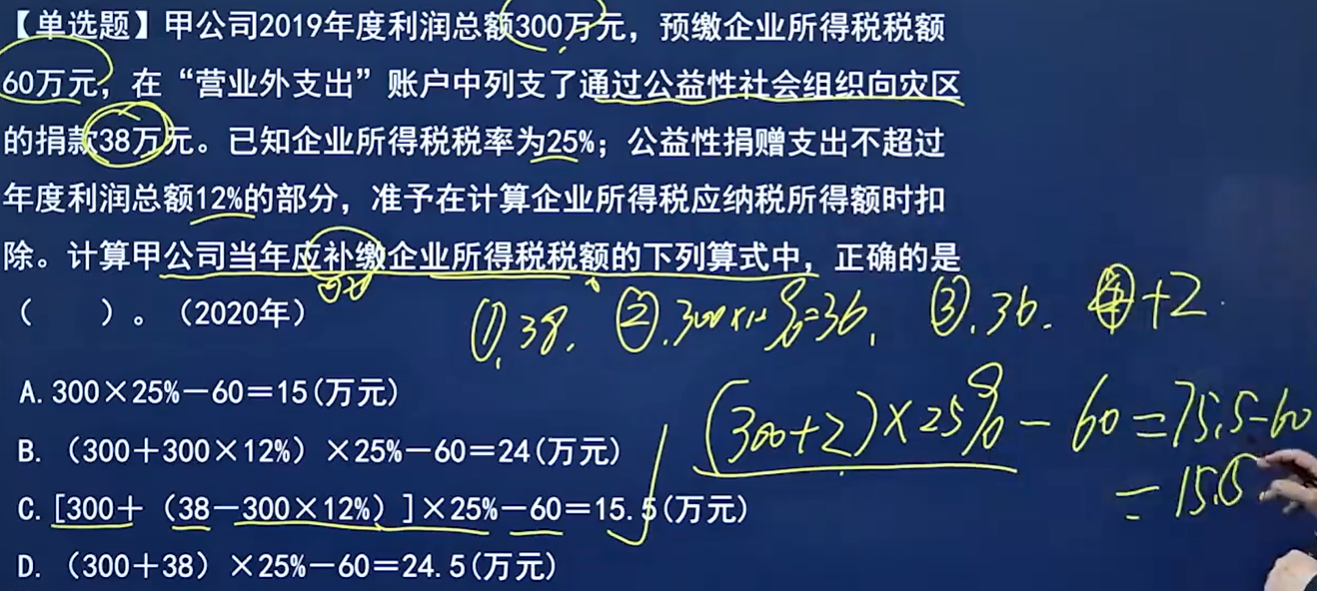 【单选题】甲公司2019年度利润总额300万元，预缴企业所得税税额
60万元，在“营业外支出”账户中列支了通过公益性社会组织向灾区
的捐款38万元。已知企业所得税税率为25%；公益性捐赠支出不超过
年度利润总额12%的部分，准予在计算企业所得税应纳税所得额时扣
除。计算甲公司当年应补缴企业所得税税额的下列算式中，正确的是
（　　）。（2020年）
①.38. ②.300×12%=36. ③.36. ④+2.
A.300×25%－60＝15(万元)
(300+2)×25%－60=75.5-60
=15.5
B.（300＋300×12%）×25%－60＝24(万元)
C.[300＋（38－300×12%）]×25%－60＝15.5(万元)
D.（300＋38）×25%－60＝24.5(万元)